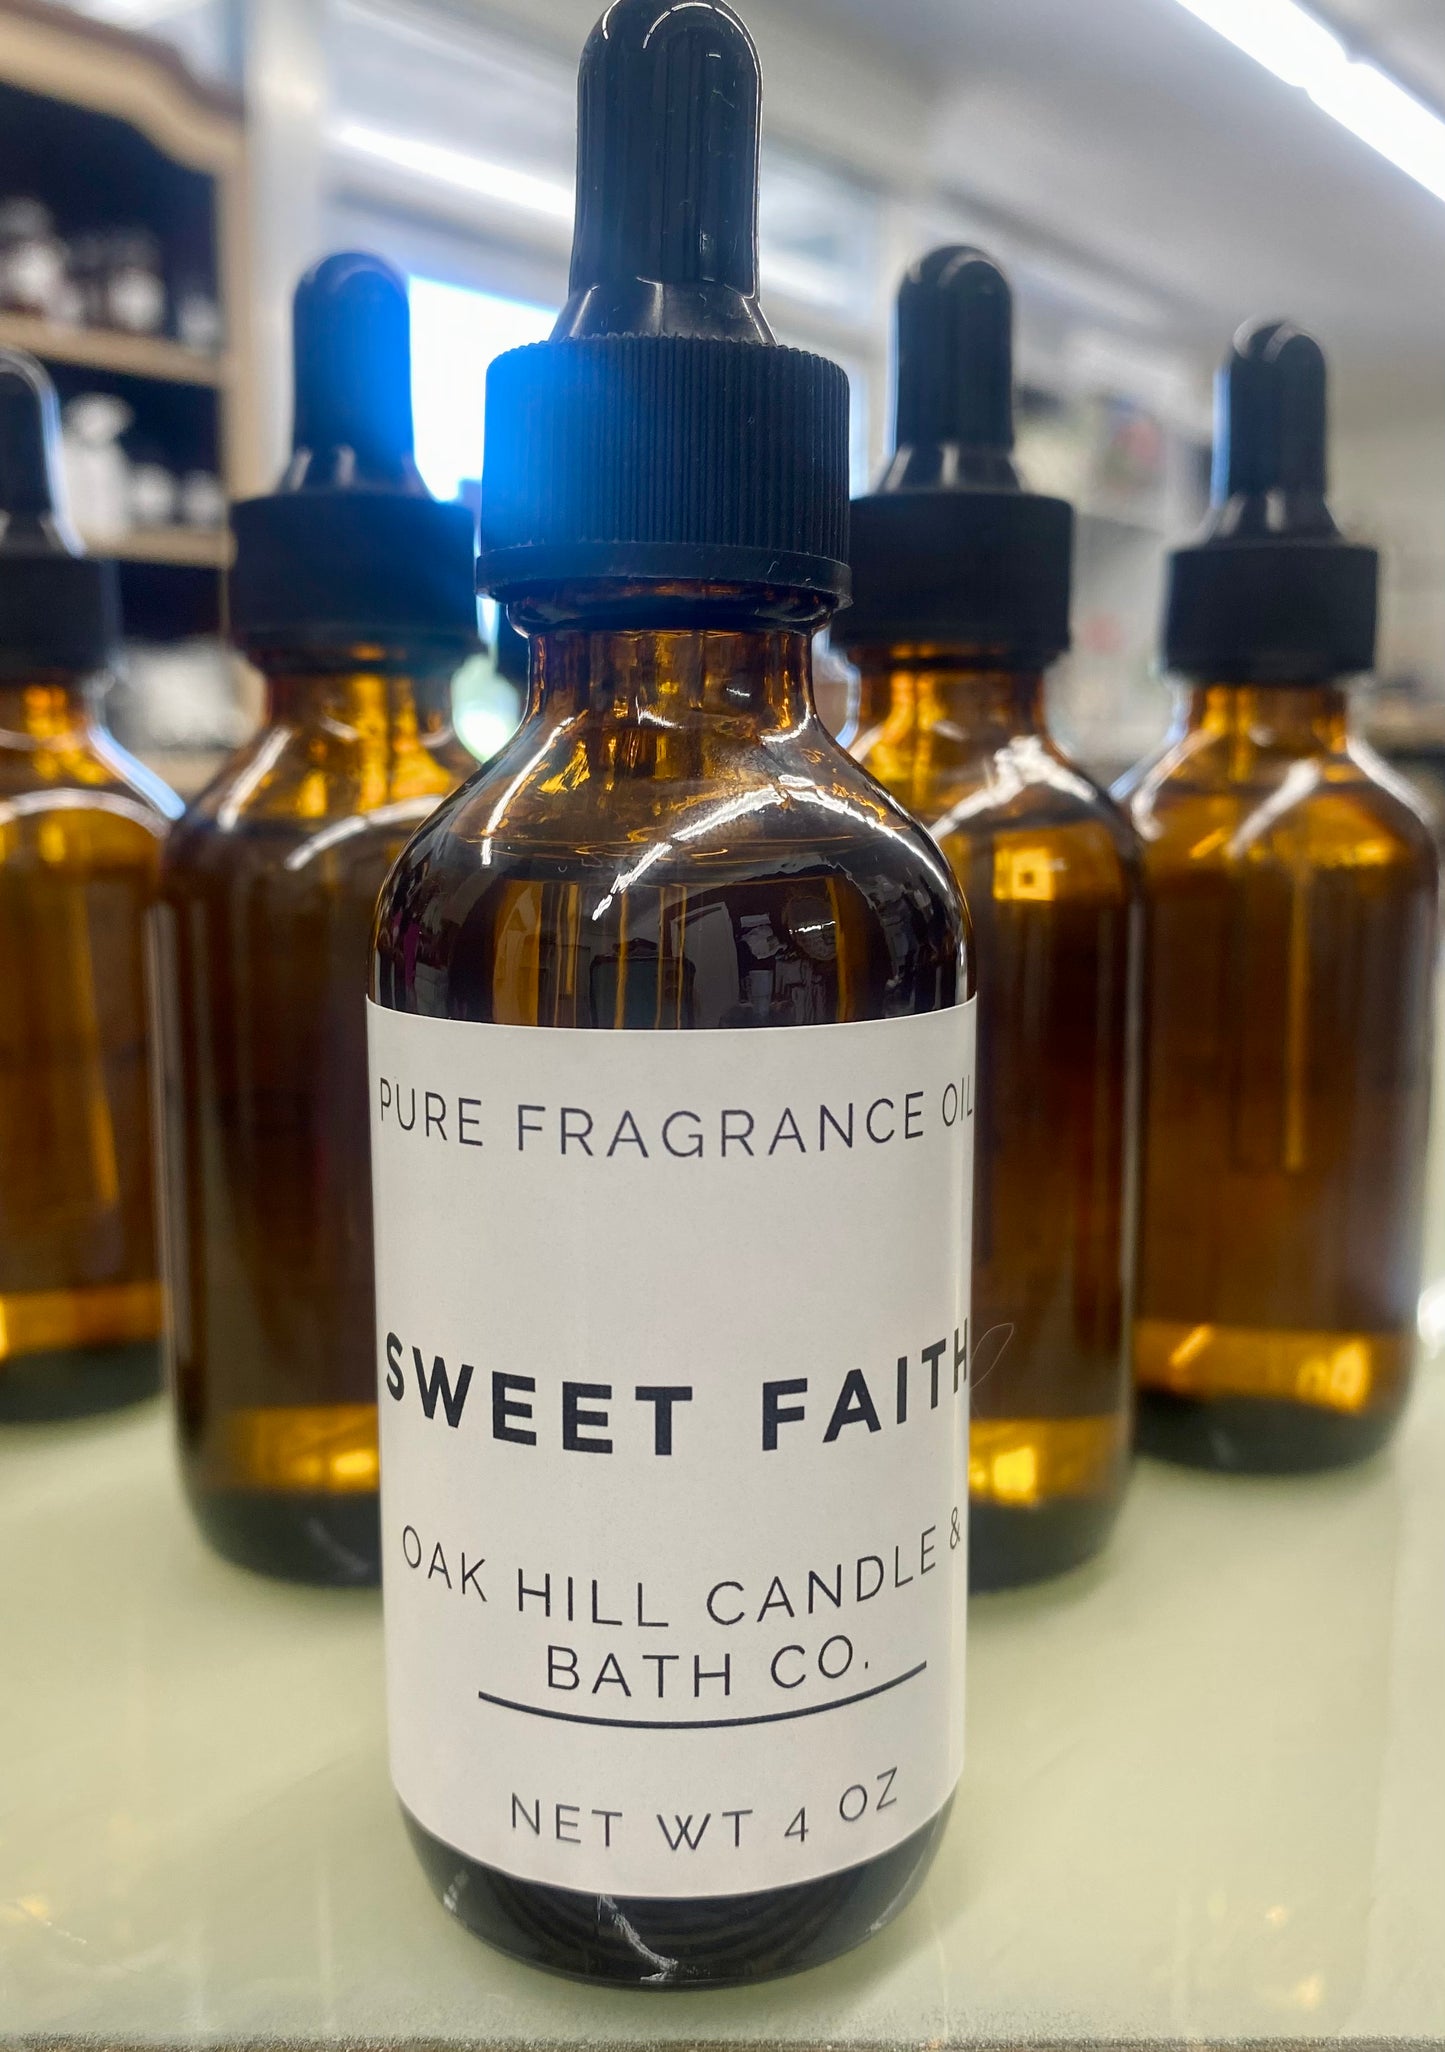 PURE FRAGRANCE OIL
SWEET FAITH
OAK HILL CANDLE &
BATH CO.
NET WT 4 OZ